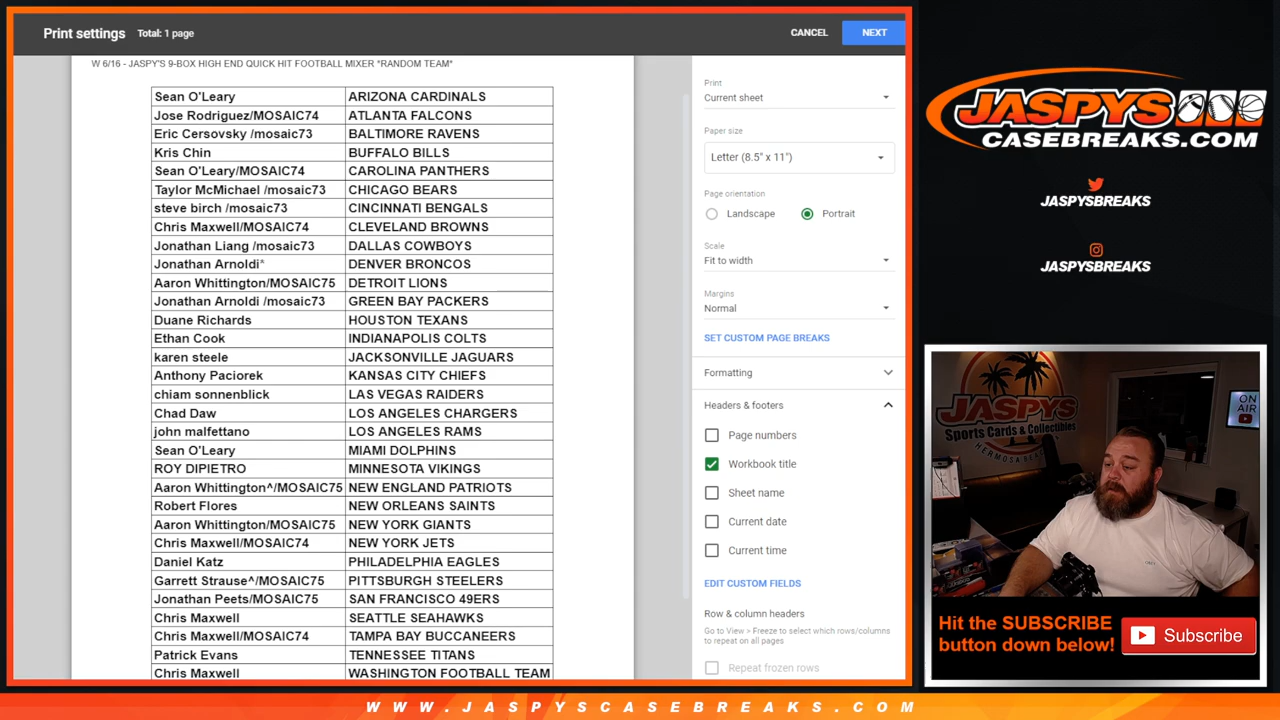 Print settings Total: 1 page CANCEL NEXT
W 6/16 - JASPY'S 9-BOX HIGH END QUICK HIT FOOTBALL MIXER *RANDOM TEAM*
Sean O'Leary ARIZONA CARDINALS
Jose Rodriguez/MOSAIC74 ATLANTA FALCONS
Eric Cersovsky /mosaic73 BALTIMORE RAVENS
Kris Chin BUFFALO BILLS
Sean O'Leary/MOSAIC74 CAROLINA PANTHERS
Taylor McMichael /mosaic73 CHICAGO BEARS
steve birch /mosaic73 CINCINNATI BENGALS
Chris Maxwell/MOSAIC74 CLEVELAND BROWNS
Jonathan Liang /mosaic73 DALLAS COWBOYS
Jonathan Arnoldi* DENVER BRONCOS
Aaron Whittington/MOSAIC75 DETROIT LIONS
Jonathan Arnoldi /mosaic73 GREEN BAY PACKERS
Duane Richards HOUSTON TEXANS
Ethan Cook INDIANAPOLIS COLTS
karen steele JACKSONVILLE JAGUARS
Anthony Paciorek KANSAS CITY CHIEFS
chiam sonnenblick LAS VEGAS RAIDERS
Chad Daw LOS ANGELES CHARGERS
john malfettano LOS ANGELES RAMS
Sean O'Leary MIAMI DOLPHINS
ROY DIPIETRO MINNESOTA VIKINGS
Aaron Whittington^/MOSAIC75 NEW ENGLAND PATRIOTS
Robert Flores NEW ORLEANS SAINTS
Aaron Whittington/MOSAIC75 NEW YORK GIANTS
Chris Maxwell/MOSAIC74 NEW YORK JETS
Daniel Katz PHILADELPHIA EAGLES
Garrett Strause^/MOSAIC75 PITTSBURGH STEELERS
Jonathan Peets/MOSAIC75 SAN FRANCISCO 49ERS
Chris Maxwell SEATTLE SEAHAWKS
Chris Maxwell/MOSAIC74 TAMPA BAY BUCCANEERS
Patrick Evans TENNESSEE TITANS
Chris Maxwell WASHINGTON FOOTBALL TEAM
Print
Current sheet
Paper size
Letter (8.5" x 11")
Page orientation
Landscape Portrait
Scale
Fit to width
Margins
Normal
SET CUSTOM PAGE BREAKS
Formatting
Headers & footers
Page numbers
Workbook title
Sheet name
Current date
Current time
EDIT CUSTOM FIELDS
Row & column headers
Go to View > Freeze to select which rows/columns
to repeat on all pages
Repeat frozen rows
JASPYS
CASEBREAKS.COM
JASPYSBREAKS
JASPYSBREAKS
JASPYS
Sports Cards & Collectibles
ON
AIR
Hit the SUBSCRIBE
button down below!
Subscribe
WWW.JASPYSCASEBREAKS.COM